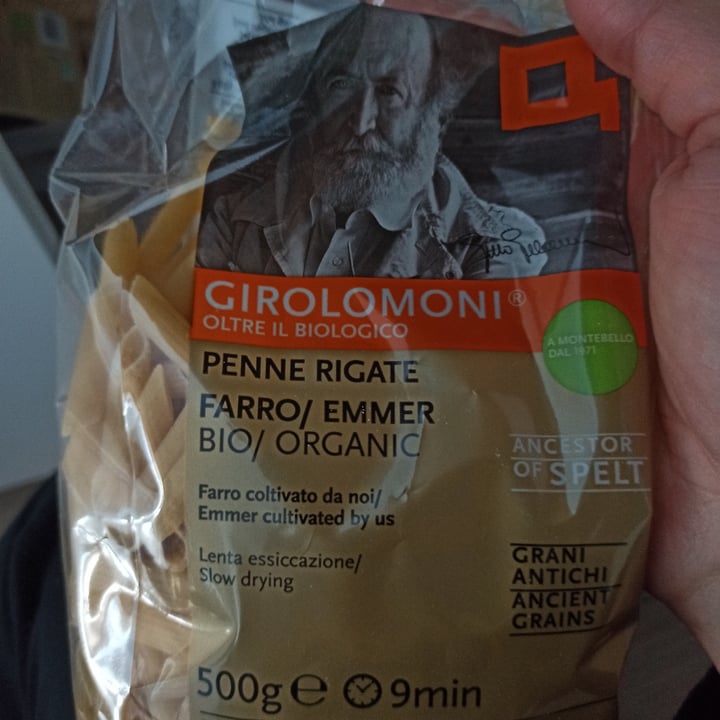 GIROLOMONI®
OLTRE IL BIOLOGICO
A MONTEBELLO
DAL 1971
PENNE RIGATE
FARRO/ EMMER
BIO/ ORGANIC
ANCESTOR
OF SPELT
Farro coltivato da noi/
Emmer cultivated by us
Lenta essiccazione/
Slow drying
GRANI
ANTICHI
ANCIENT
GRAINS
500g ℮ 9min